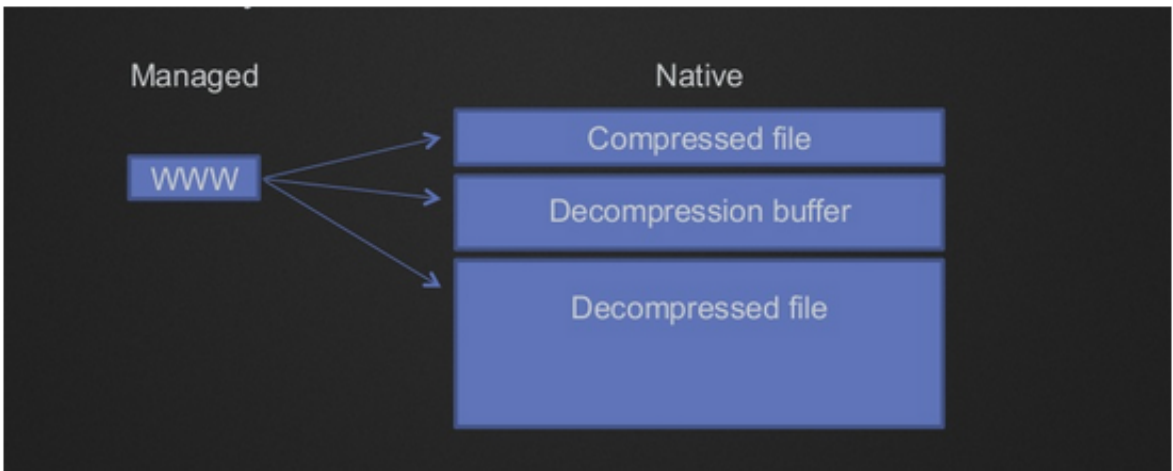 Managed
Native
Compressed file
WWW
Decompression buffer
Decompressed file